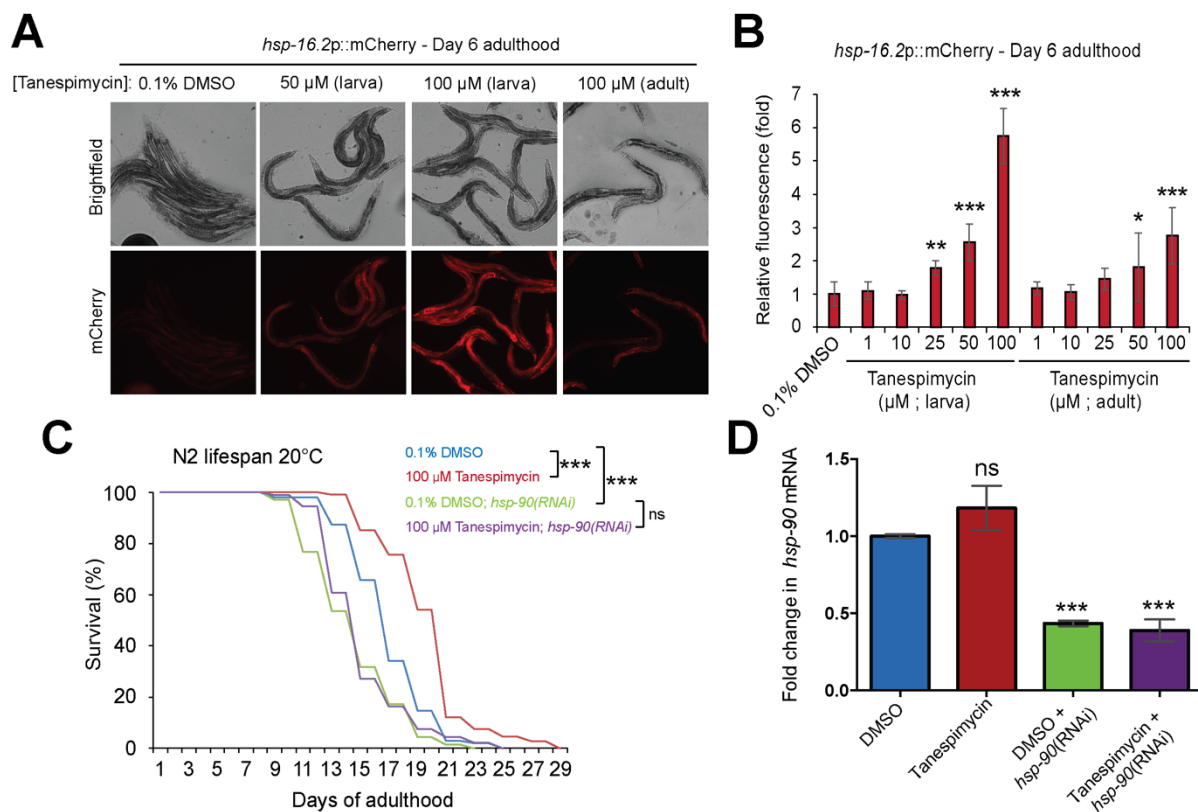 A
hsp-16.2p::mCherry - Day 6 adulthood
[Tanespimycin]: 0.1% DMSO 50 µM (larva) 100 µM (larva) 100 µM (adult)
Brightfield
mCherry
B
hsp-16.2p::mCherry - Day 6 adulthood
Relative fluorescence (fold)
7
6
5
4
3
2
1
0
** *** *** * ***
0.1% DMSO
1 10 25 50 100 1 10 25 50 100
Tanespimycin
(µM ; larva)
Tanespimycin
(µM ; adult)
C
N2 lifespan 20°C
0.1% DMSO
100 µM Tanespimycin
0.1% DMSO; hsp-90(RNAi)
100 µM Tanespimycin; hsp-90(RNAi)
***
***
ns
Survival (%)
100
80
60
40
20
0
1 3 5 7 9 11 13 15 17 19 21 23 25 27 29
Days of adulthood
D
Fold change in hsp-90 mRNA
1.5
1.0
0.5
0.0
ns
*** ***
DMSO
Tanespimycin
DMSO +
hsp-90(RNAi)
Tanespimycin +
hsp-90(RNAi)